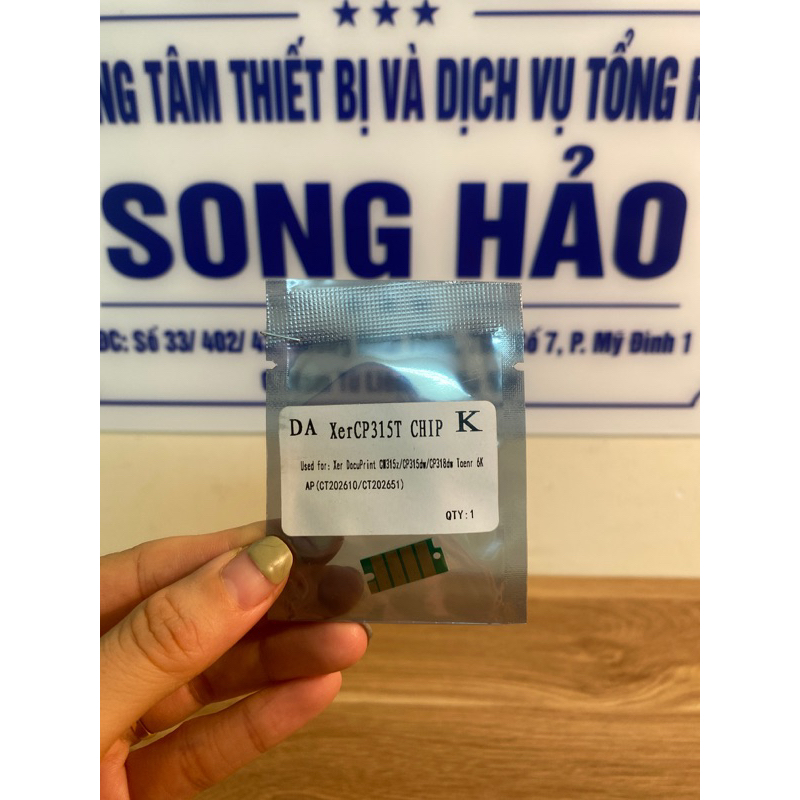 NG TÂM THIẾT BỊ VÀ DỊCH VỤ TỔNG
SONG HẢO
ĐC: Số 33/ 402/ Số 7, P. Mỹ Đình 1
DA XerCP315T CHIP K
Used for: Xer DocuPrint CM315z/CP315dw/CP318dw Toenr 6K
AP(CT202610/CT202651)
QTY:1